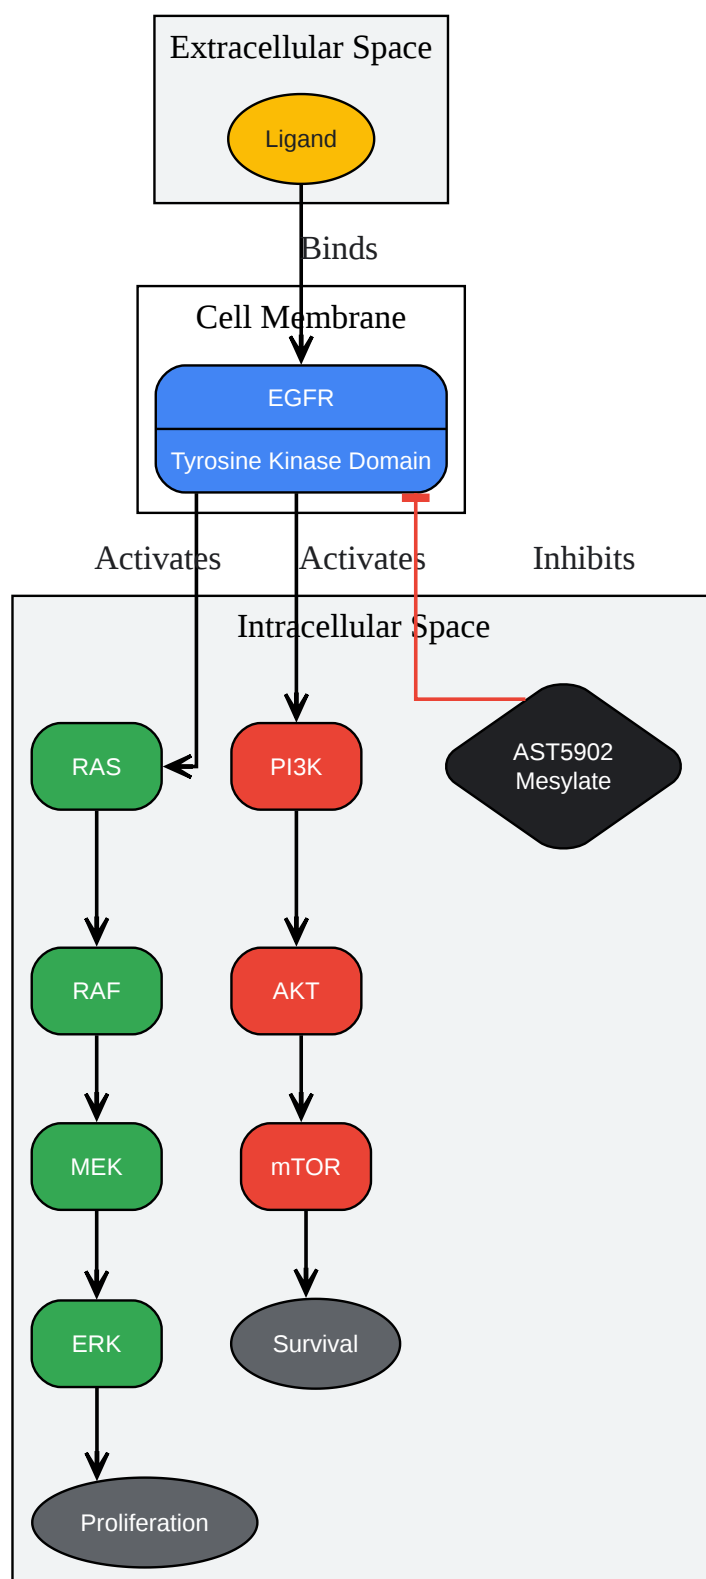 Extracellular Space
Ligand
Binds
Cell Membrane
EGFR
Tyrosine Kinase Domain
Activates
Activates
Inhibits
Intracellular Space
RAS
PI3K
AST5902
Mesylate
RAF
AKT
MEK
mTOR
ERK
Survival
Proliferation